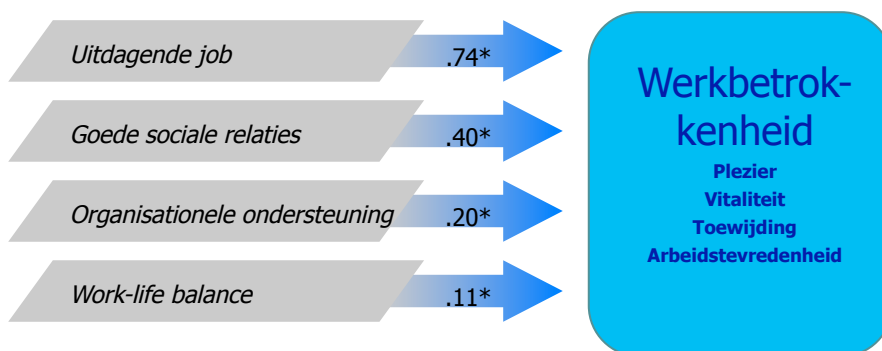 Uitdagende job
.74*
Goede sociale relaties
.40*
Organisationele ondersteuning
.20*
Work-life balance
.11*
Werkbetrok-
kenheid
Plezier
Vitaliteit
Toewijding
Arbeidstevredenheid